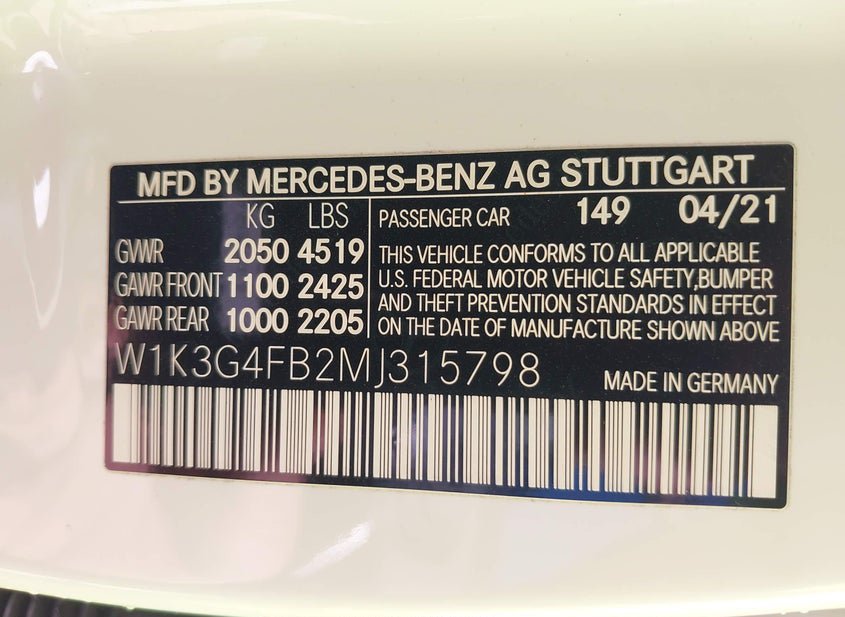 MFD BY MERCEDES-BENZ AG STUTTGART
KG LBS
GVWR 2050 4519
GAWR FRONT 1100 2425
GAWR REAR 1000 2205
PASSENGER CAR 149 04/21
THIS VEHICLE CONFORMS TO ALL APPLICABLE
U.S. FEDERAL MOTOR VEHICLE SAFETY,BUMPER
AND THEFT PREVENTION STANDARDS IN EFFECT
ON THE DATE OF MANUFACTURE SHOWN ABOVE
W1K3G4FB2MJ315798
MADE IN GERMANY